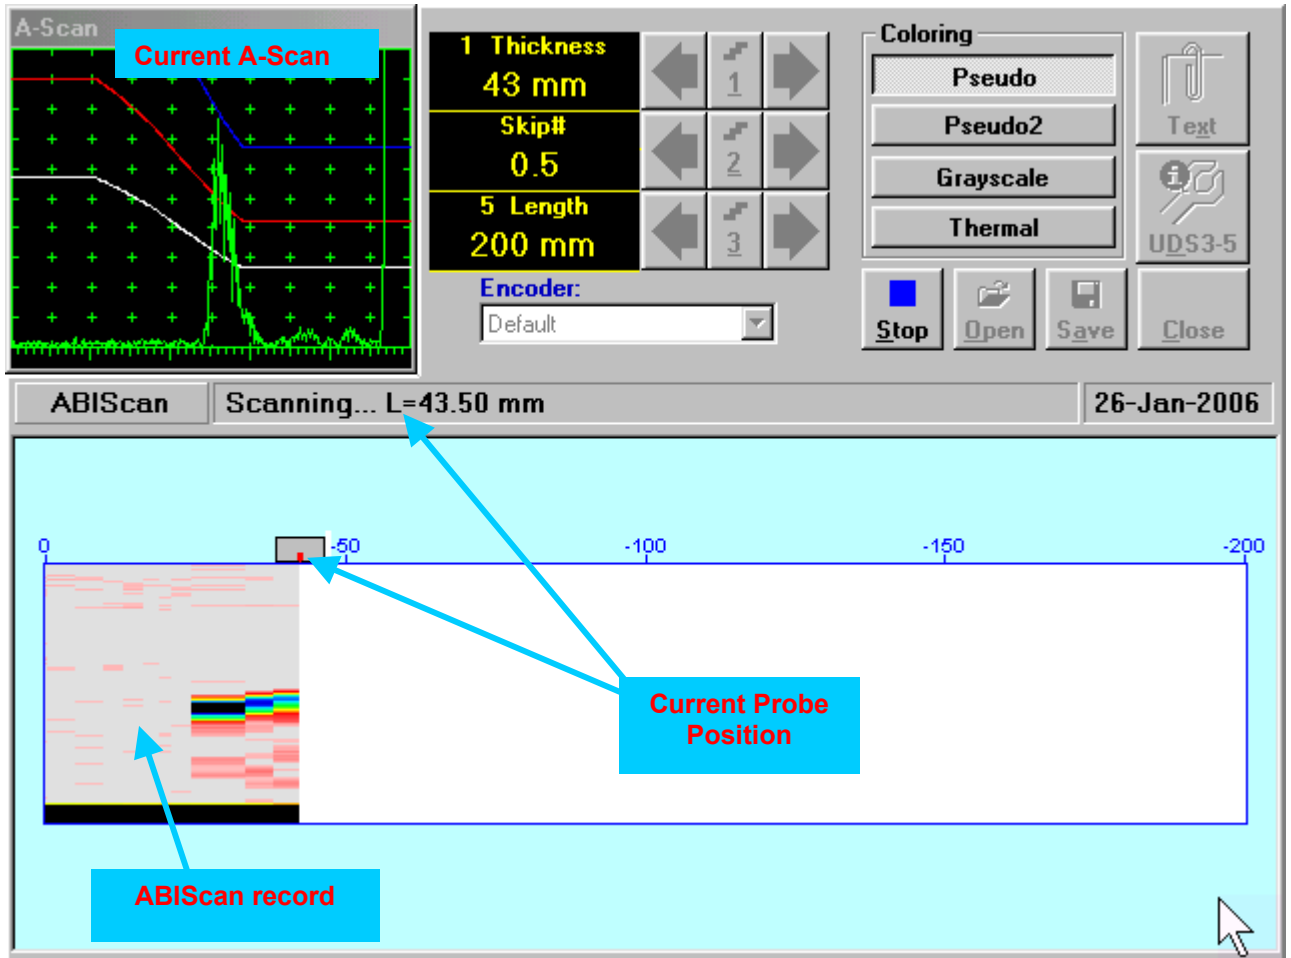 A-Scan
Current A-Scan
1 Thickness
43 mm
1
Skip#
0.5
2
5 Length
200 mm
3
Encoder:
Default
Coloring
Pseudo
Pseudo2
Grayscale
Thermal
Text
UDS3-5
Stop
Open
Save
Close
ABIScan
Scanning... L=43.50 mm
26-Jan-2006
0
-50
-100
-150
-200
Current Probe
Position
ABIScan record